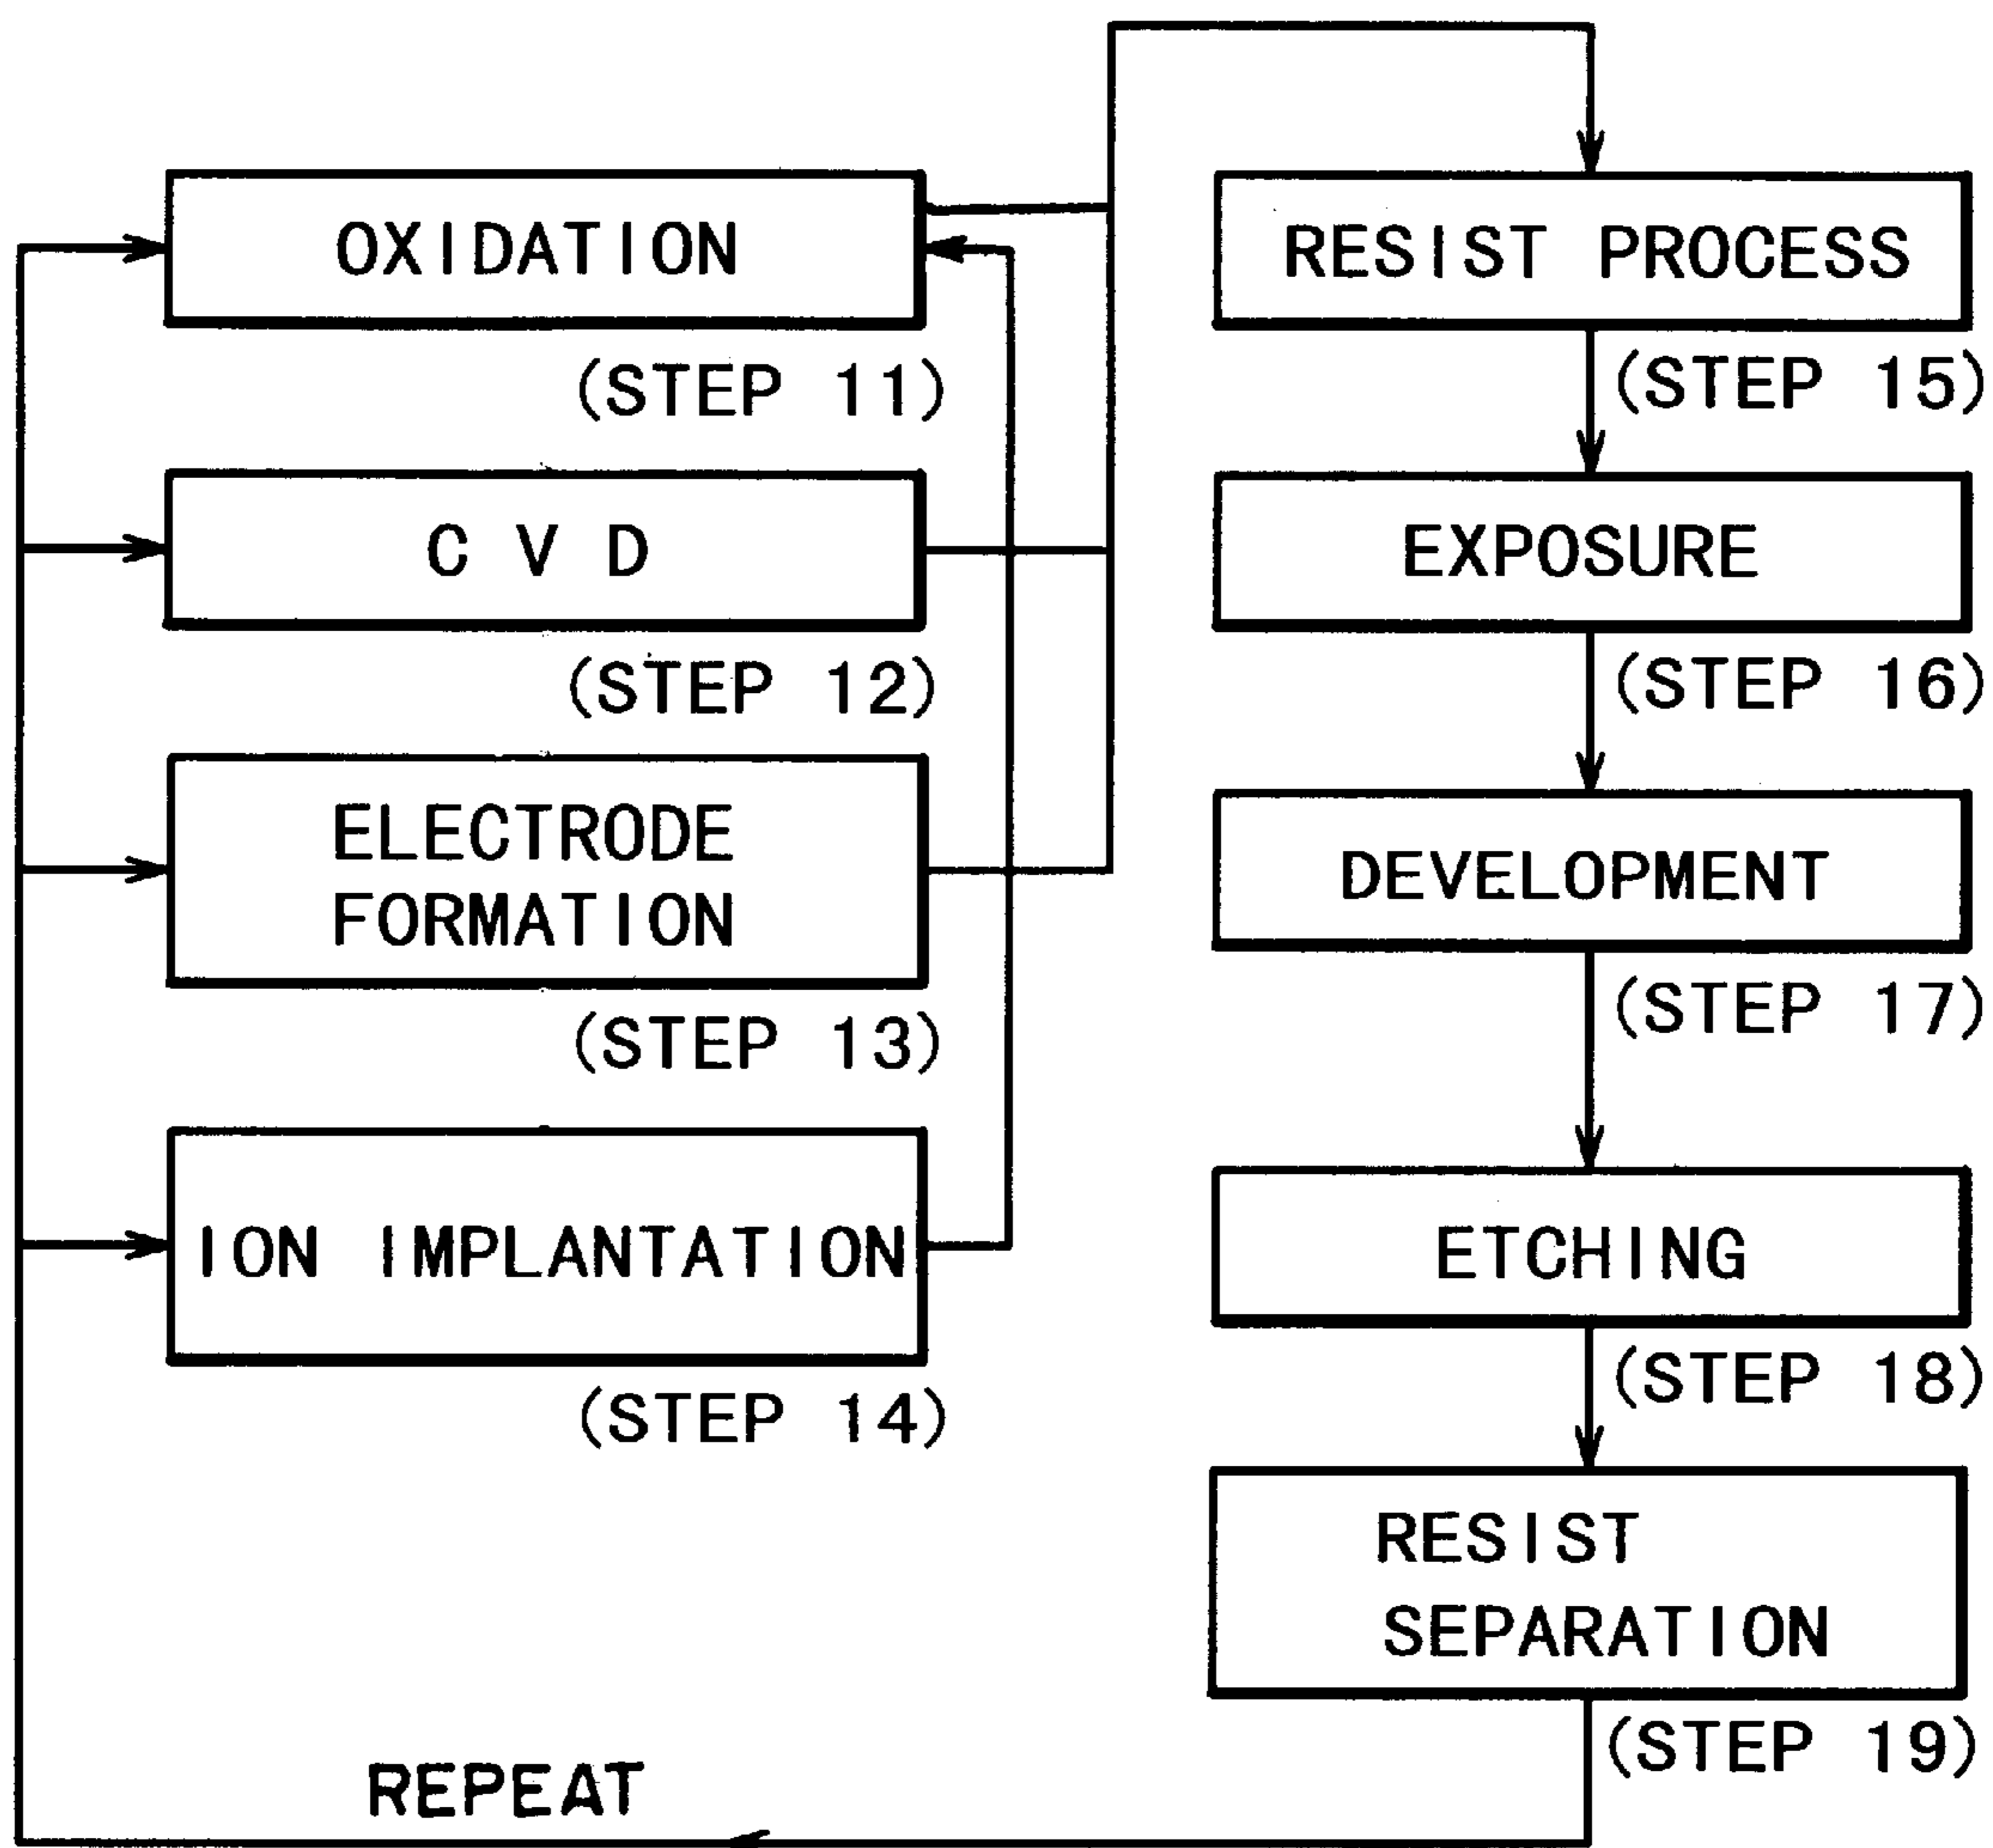 OXIDATION
(STEP 11)
C V D
(STEP 12)
ELECTRODE
FORMATION
(STEP 13)
ION IMPLANTATION
(STEP 14)
RESIST PROCESS
(STEP 15)
EXPOSURE
(STEP 16)
DEVELOPMENT
(STEP 17)
ETCHING
(STEP 18)
RESIST
SEPARATION
(STEP 19)
REPEAT